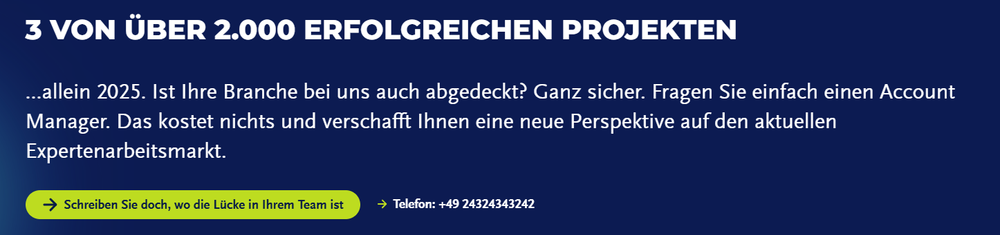 3 VON ÜBER 2.000 ERFOLGREICHEN PROJEKTEN
...allein 2025. Ist Ihre Branche bei uns auch abgedeckt? Ganz sicher. Fragen Sie einfach einen Account
Manager. Das kostet nichts und verschafft Ihnen eine neue Perspektive auf den aktuellen
Expertenarbeitsmarkt.
→ Schreiben Sie doch, wo die Lücke in Ihrem Team ist → Telefon: +49 24324343242